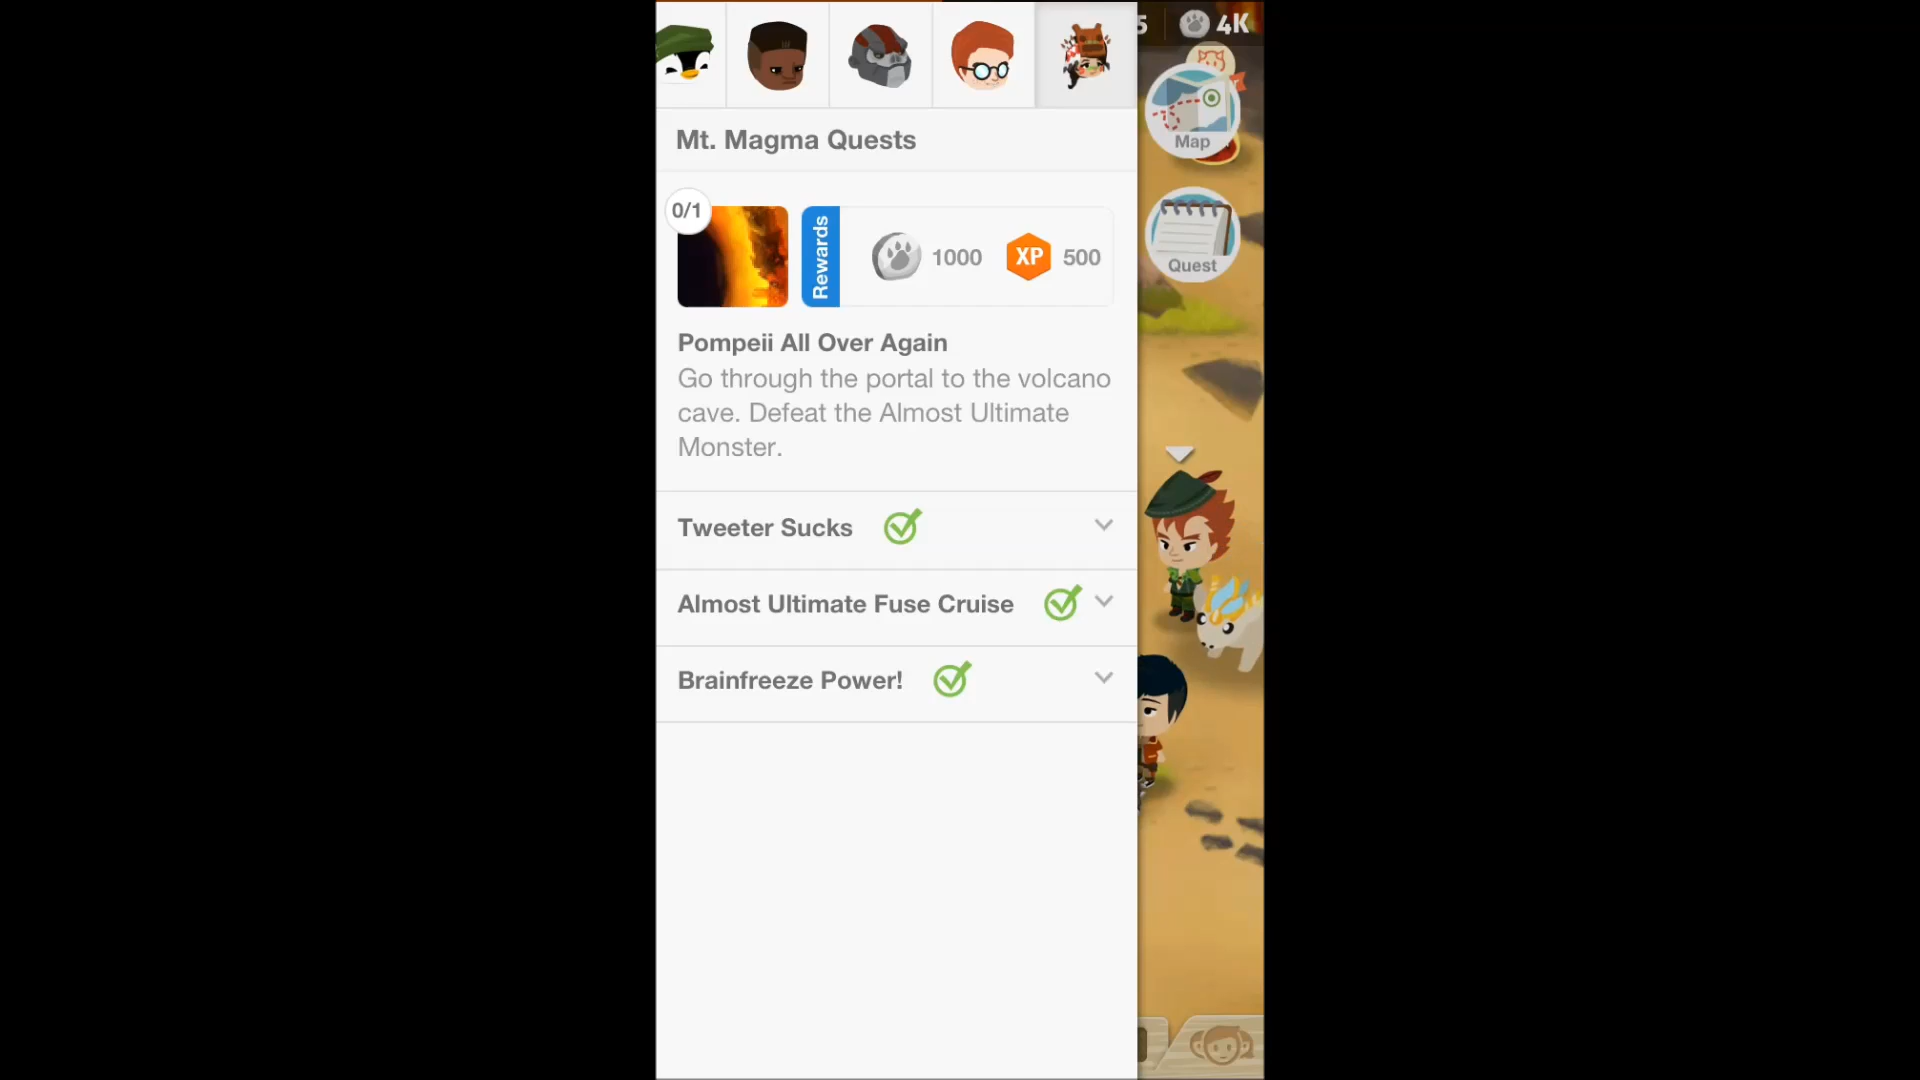 5 4K
Mt. Magma Quests
Map
0/1
Rewards
1000 XP 500
Quest
Pompeii All Over Again
Go through the portal to the volcano
cave. Defeat the Almost Ultimate
Monster.
Tweeter Sucks
Almost Ultimate Fuse Cruise
Brainfreeze Power!